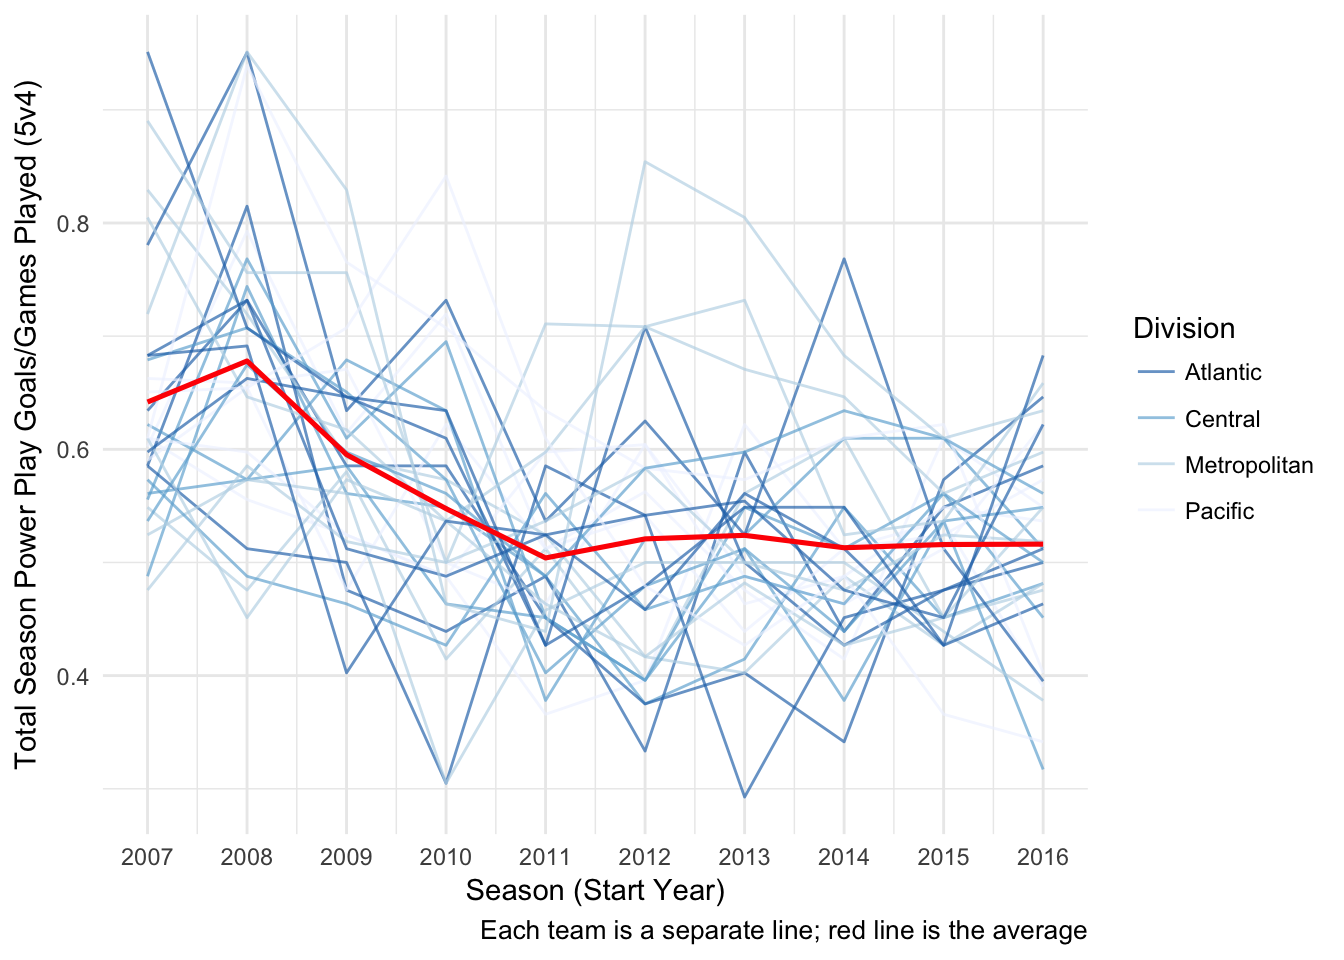 Total Season Power Play Goals/Games Played (5v4)
0.8
0.6
0.4
2007 2008 2009 2010 2011 2012 2013 2014 2015 2016
Season (Start Year)
Each team is a separate line; red line is the average
Division
Atlantic
Central
Metropolitan
Pacific